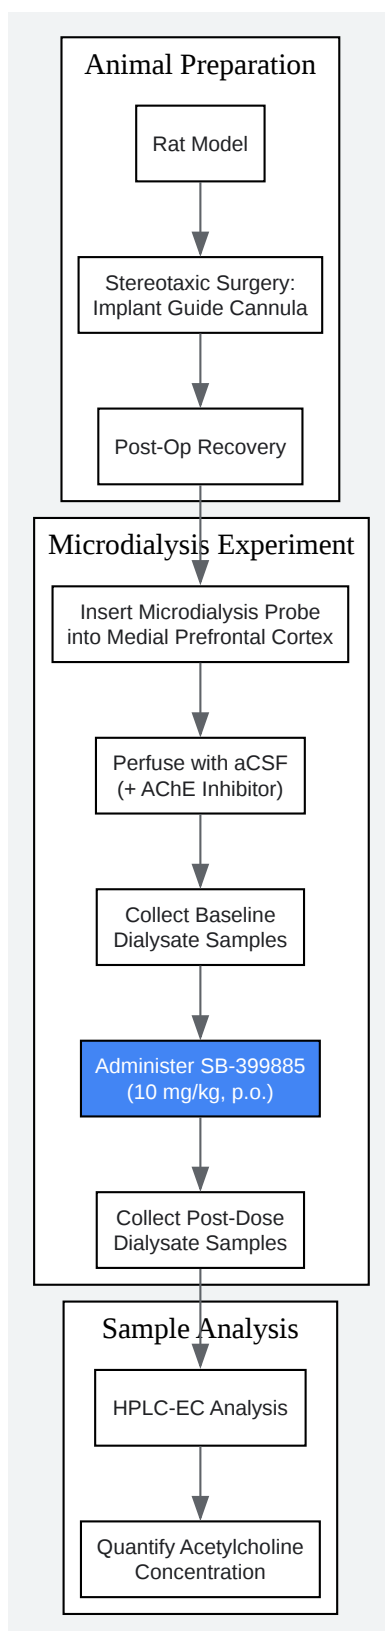 Animal Preparation
Rat Model
Stereotaxic Surgery:
Implant Guide Cannula
Post-Op Recovery
Microdialysis Experiment
Insert Microdialysis Probe
into Medial Prefrontal Cortex
Perfuse with aCSF
(+ AChE Inhibitor)
Collect Baseline
Dialysate Samples
Administer SB-399885
(10 mg/kg, p.o.)
Collect Post-Dose
Dialysate Samples
Sample Analysis
HPLC-EC Analysis
Quantify Acetylcholine
Concentration